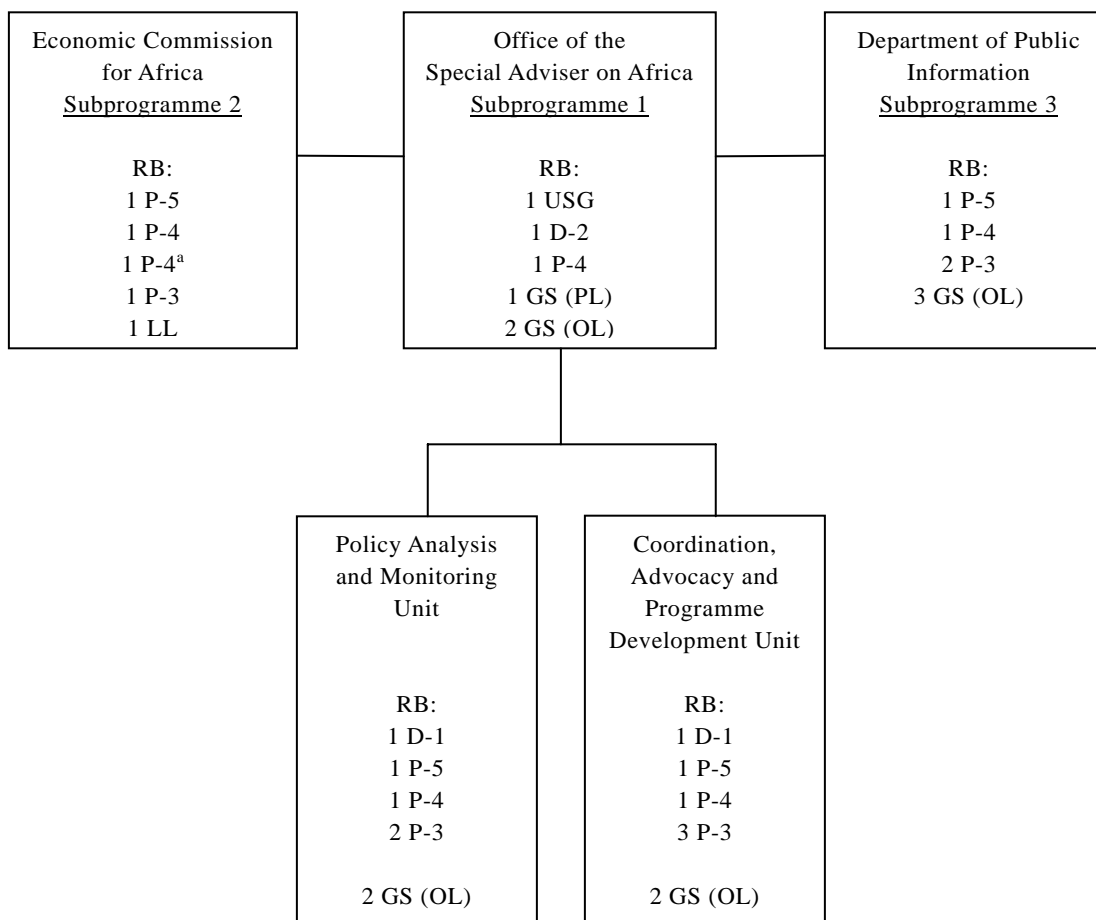 Economic Commission
for Africa
Subprogramme 2
RB:
1 P-5
1 P-4
1 P-4ᵃ
1 P-3
1 LL
Office of the
Special Adviser on Africa
Subprogramme 1
RB:
1 USG
1 D-2
1 P-4
1 GS (PL)
2 GS (OL)
Department of Public
Information
Subprogramme 3
RB:
1 P-5
1 P-4
2 P-3
3 GS (OL)
Policy Analysis
and Monitoring
Unit
RB:
1 D-1
1 P-5
1 P-4
2 P-3
2 GS (OL)
Coordination,
Advocacy and
Programme
Development Unit
RB:
1 D-1
1 P-5
1 P-4
3 P-3
2 GS (OL)